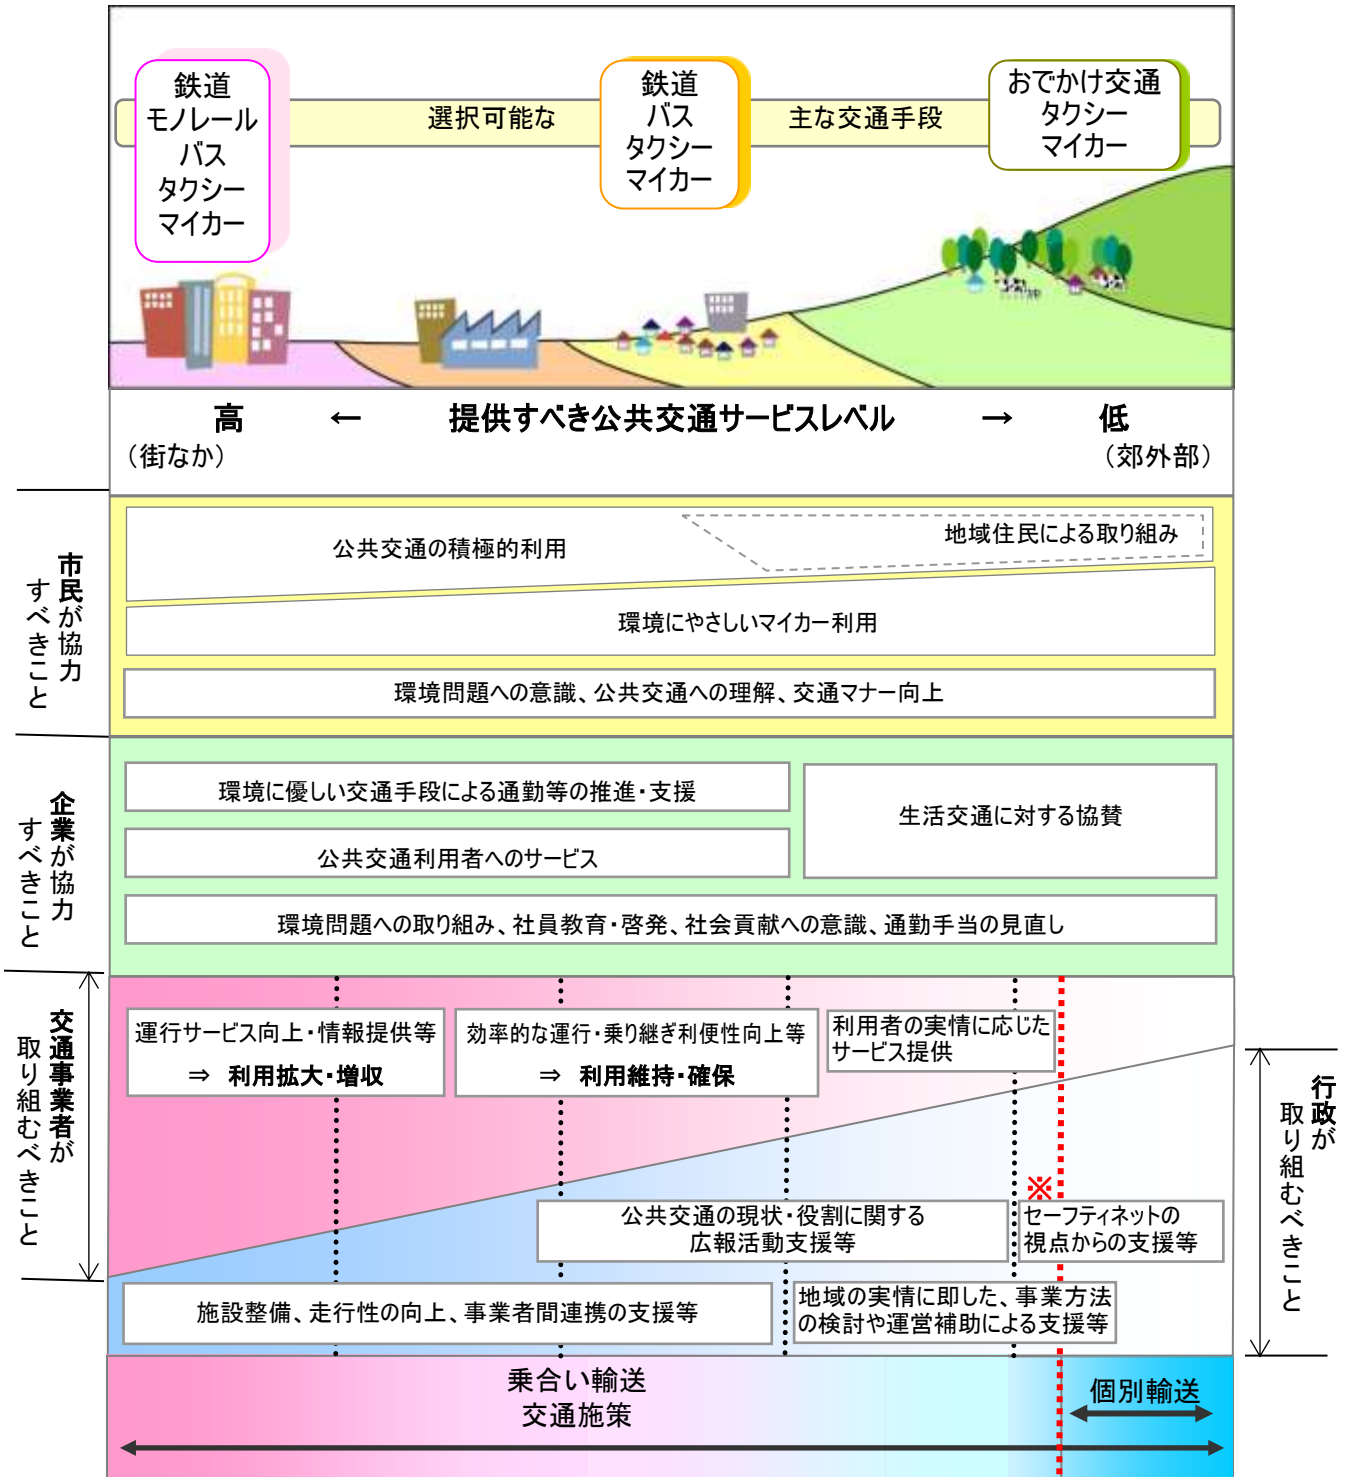 鉄道
モノレール
バス
タクシー
マイカー
選択可能な
鉄道
バス
タクシー
マイカー
主な交通手段
おでかけ交通
タクシー
マイカー
高 ← 提供すべき公共交通サービスレベル → 低
（街なか）
（郊外部）
市民が協力
すべきこと
公共交通の積極的利用
地域住民による取り組み
環境にやさしいマイカー利用
環境問題への意識、公共交通への理解、交通マナー向上
企業が協力
すべきこと
環境に優しい交通手段による通勤等の推進・支援
公共交通利用者へのサービス
生活交通に対する協賛
環境問題への取り組み、社員教育・啓発、社会貢献への意識、通勤手当の見直し
交通事業者が
取り組むべきこと
運行サービス向上・情報提供等
⇒ 利用拡大・増収
効率的な運行・乗り継ぎ利便性向上等
⇒ 利用維持・確保
利用者の実情に応じた
サービス提供
行政が
取り組むべきこと
※
公共交通の現状・役割に関する
広報活動支援等
セーフティネットの
視点からの支援等
施設整備、走行性の向上、事業者間連携の支援等
地域の実情に即した、事業方法
の検討や運営補助による支援等
乗合い輸送
交通施策
個別輸送